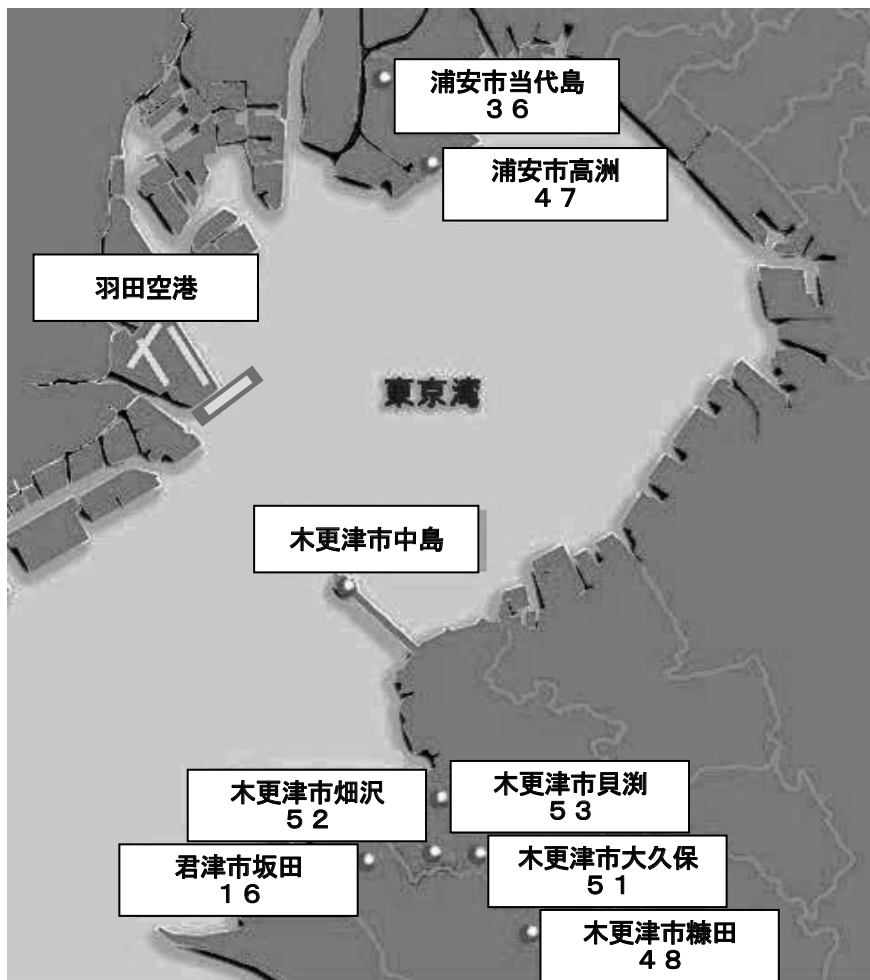 浦安市当代島
３６
浦安市高洲
４７
羽田空港
東京湾
木更津市中島
木更津市畑沢
５２
木更津市貝渕
５３
君津市坂田
１６
木更津市大久保
５１
木更津市糠田
４８